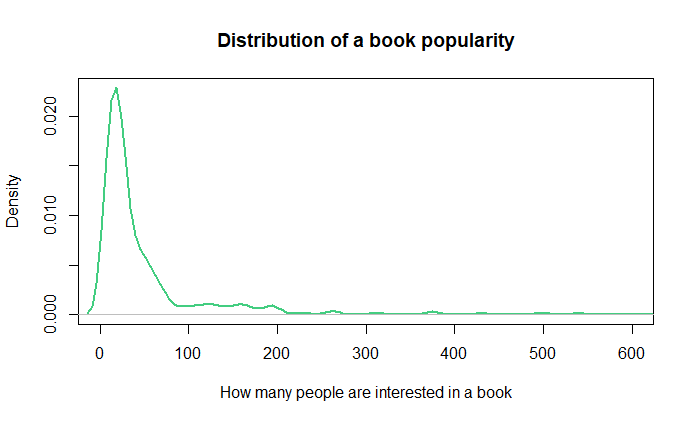 Distribution of a book popularity
Density
0.020
0.010
0.000
0 100 200 300 400 500 600
How many people are interested in a book